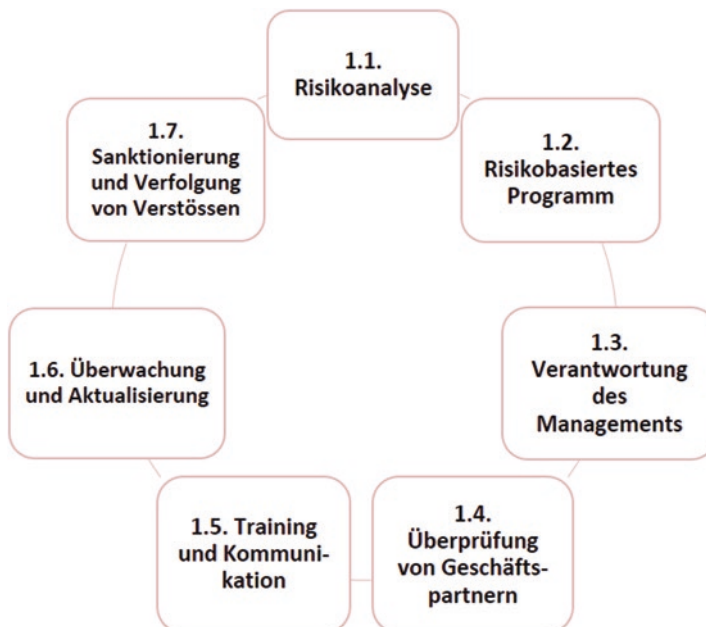 1.1.
Risikoanalyse
1.2.
Risikobasiertes
Programm
1.3.
Verantwortung
des
Managements
1.4.
Überprüfung
von Geschäfts-
partnern
1.5. Training
und Kommuni-
kation
1.6. Überwachung
und Aktualisierung
1.7.
Sanktionierung
und Verfolgung
von Verstössen